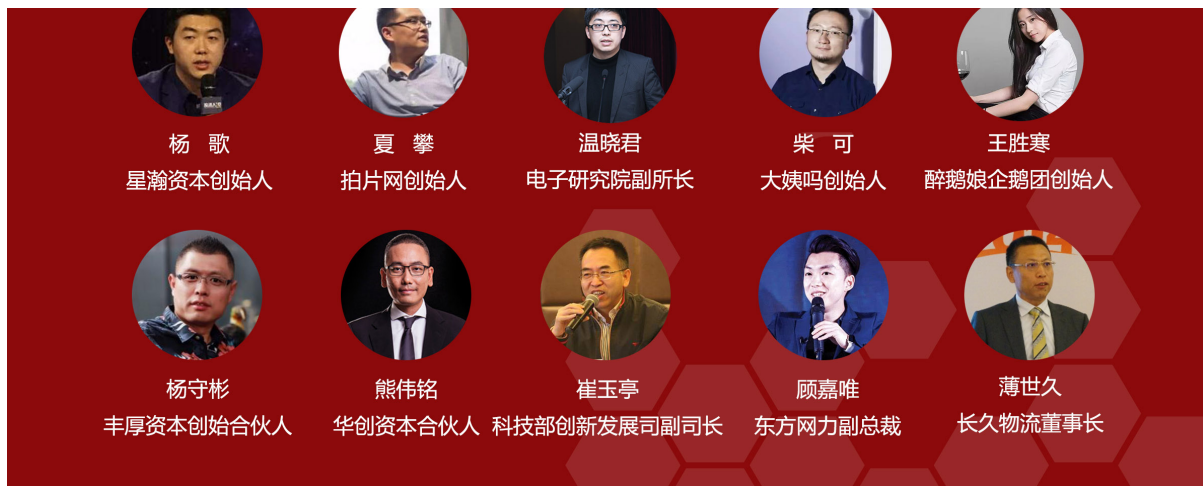 杨 歌
夏 攀
温晓君
柴 可
王胜寒
星瀚资本创始人
拍片网创始人
电子研究院副所长
大姨吗创始人
醉鹅娘企鹅团创始人
杨守彬
熊伟铭
崔玉亭
顾嘉唯
薄世久
丰厚资本创始合伙人
华创资本合伙人
科技部创新发展司副司长
东方网力副总裁
长久物流董事长